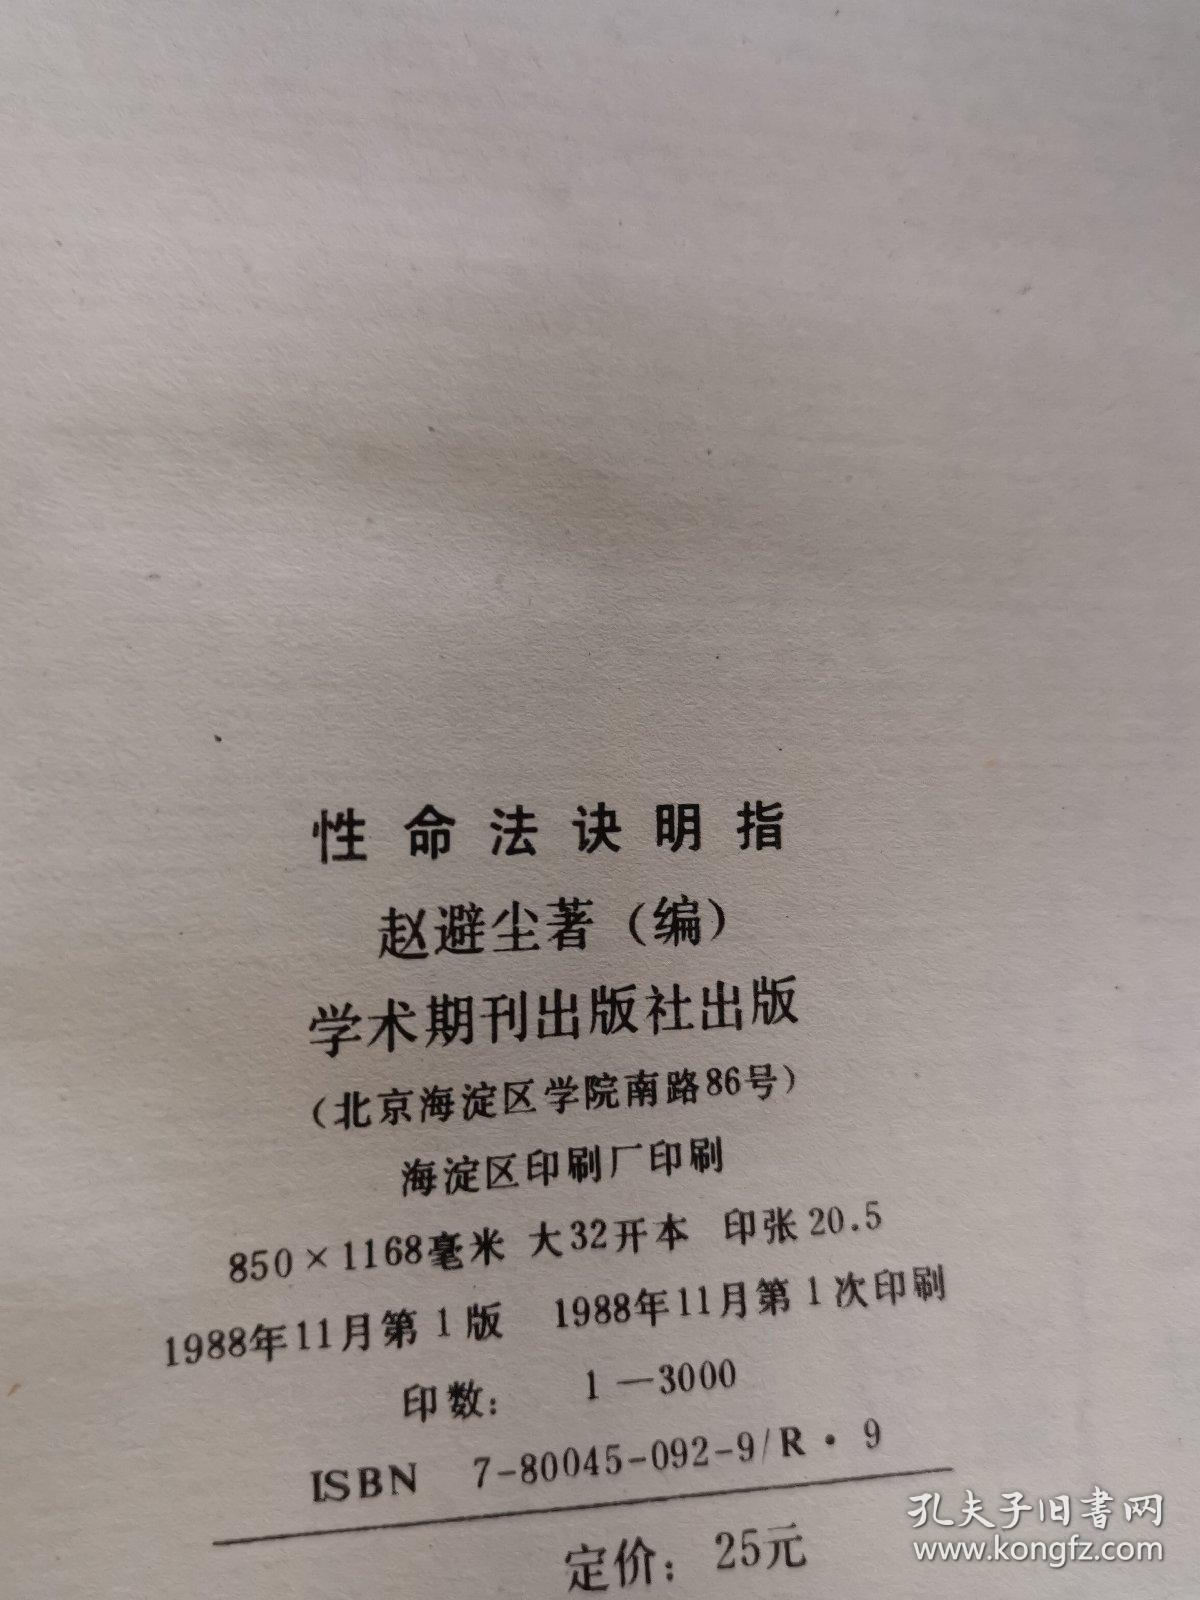 性命法诀明指
赵避尘著（编）
学术期刊出版社出版
（北京海淀区学院南路86号）
海淀区印刷厂印刷
850×1168毫米 大32开本 印张20.5
1988年11月第1版 1988年11月第1次印刷
印数： 1—3000
ISBN 7-80045-092-9/R·9
定价：25元
孔夫子旧书网
www.kongfz.com